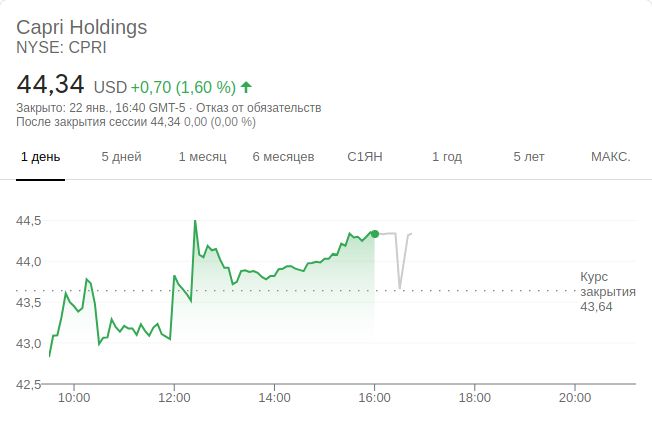 Capri Holdings
NYSE: CPRI
44,34 USD +0,70 (1,60 %)
Закрыто: 22 янв., 16:40 GMT-5 · Отказ от обязательств
После закрытия сессии 44,34 0,00 (0,00 %)
1 день 5 дней 1 месяц 6 месяцев С1ЯН 1 год 5 лет МАКС.
44,5
44,0
43,5
43,0
42,5
Курс
закрытия
43,64
10:00 12:00 14:00 16:00 18:00 20:00